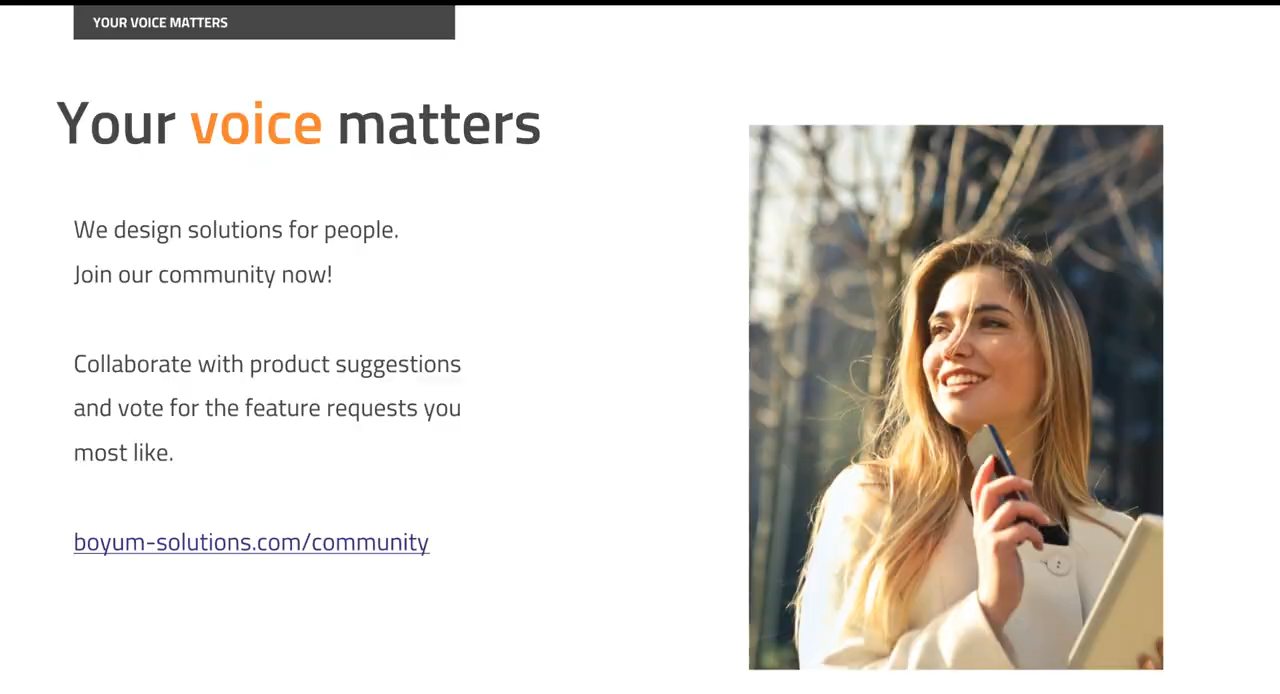 YOUR VOICE MATTERS
Your voice matters
We design solutions for people.
Join our community now!
Collaborate with product suggestions
and vote for the feature requests you
most like.
boyum-solutions.com/community